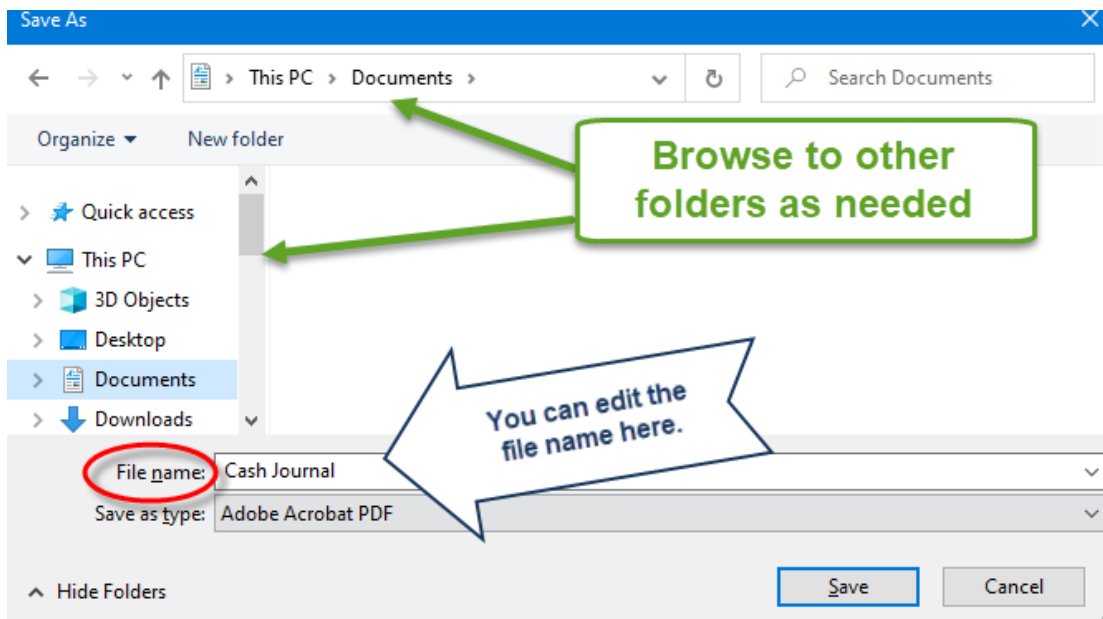 Save As
This PC > Documents >
Search Documents
Organize
New folder
Browse to other
folders as needed
Quick access
This PC
3D Objects
Desktop
Documents
Downloads
You can edit the
file name here.
File name: Cash Journal
Save as type: Adobe Acrobat PDF
Hide Folders
Save
Cancel